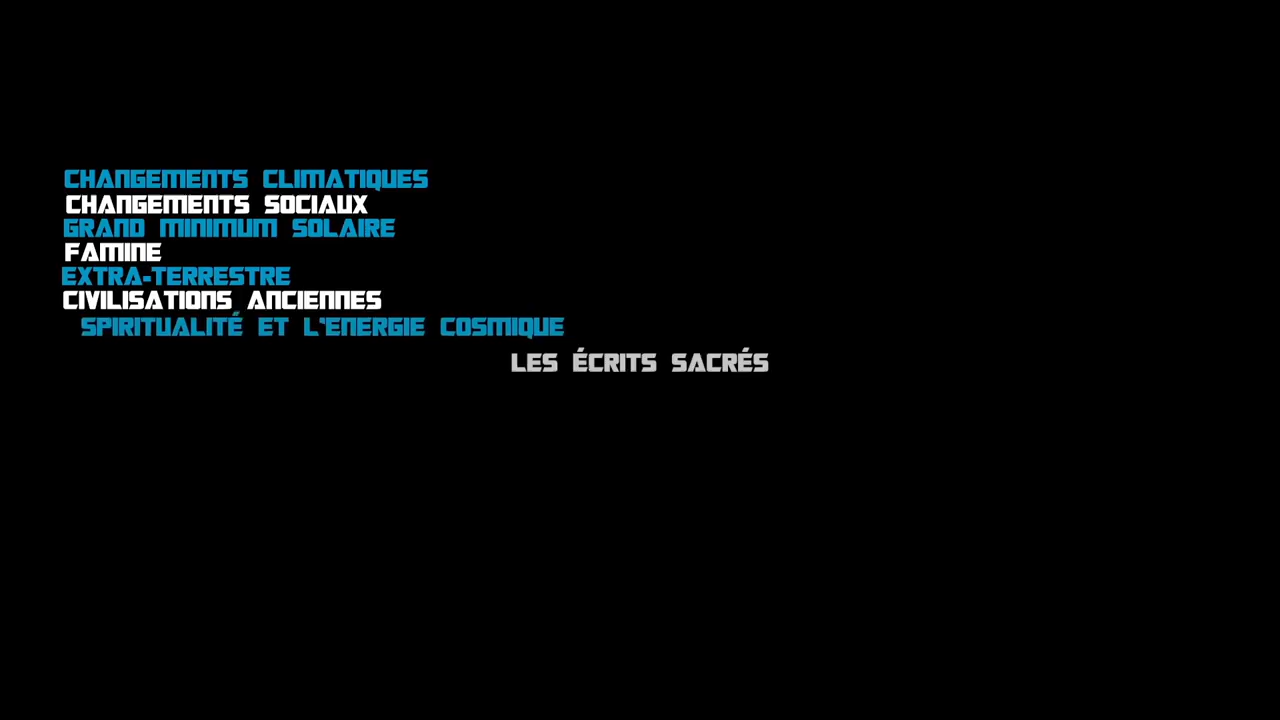 CHANGEMENTS CLIMATIQUES
CHANGEMENTS SOCIAUX
GRAND MINIMUM SOLAIRE
FAMINE
EXTRA-TERRESTRE
CIVILISATIONS ANCIENNES
SPIRITUALITÉ ET L'ENERGIE COSMIQUE
LES ÉCRITS SACRÉS